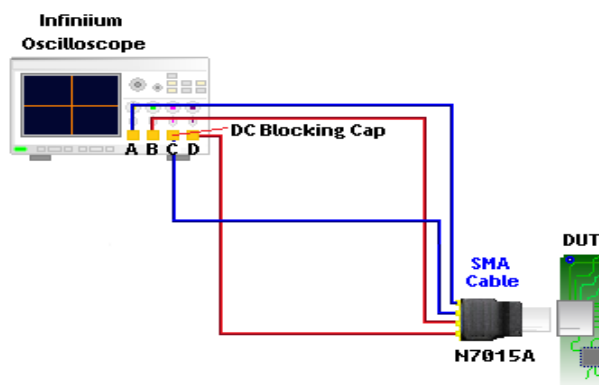 Infiniium
Oscilloscope
A B C D
DC Blocking Cap
DUT
SMA
Cable
N7015A